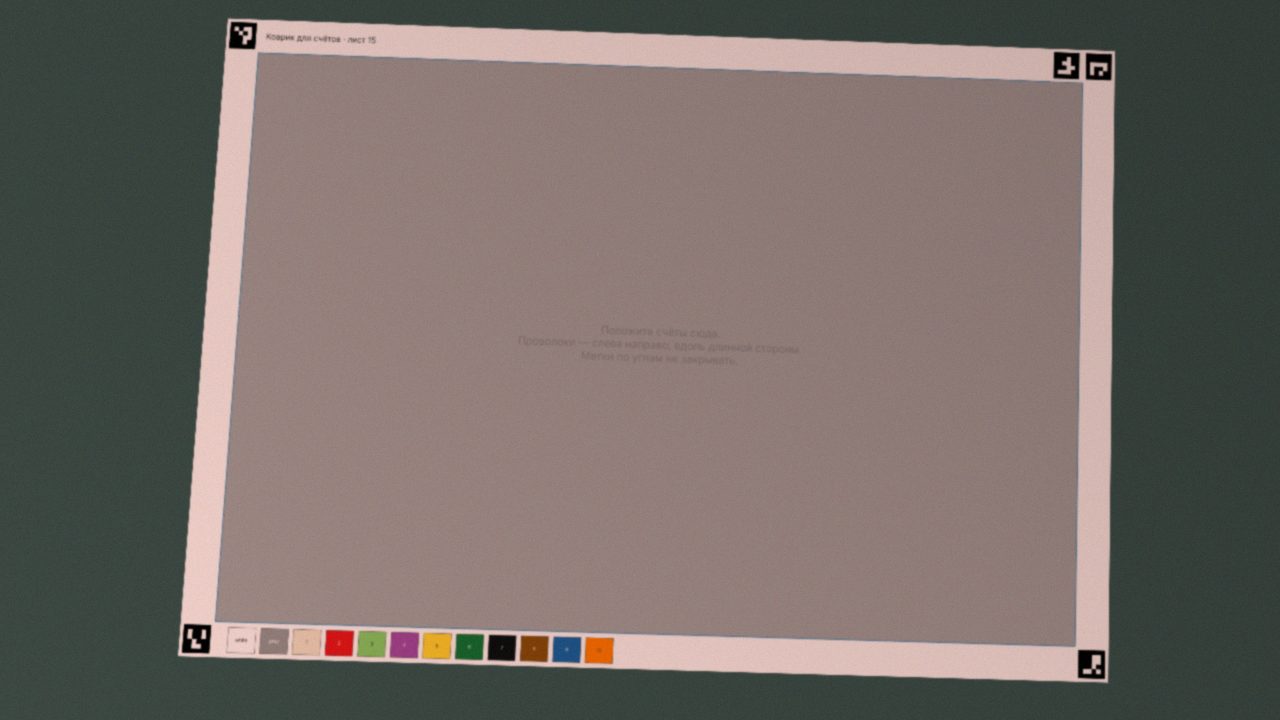 Коврик для счётов · лист 15
Положите счёты сюда.
Проволоки — слева направо, вдоль длинной стороны.
Метки по углам не закрывать.